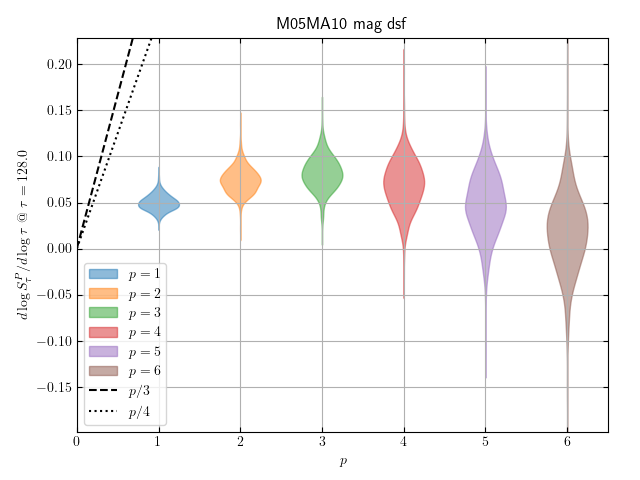 M05MA10 mag dsf
d log S_τ^P / d log τ @ τ = 128.0
0.20
0.15
0.10
0.05
0.00
−0.05
−0.10
−0.15
p = 1
p = 2
p = 3
p = 4
p = 5
p = 6
p/3
p/4
0 1 2 3 4 5 6
p